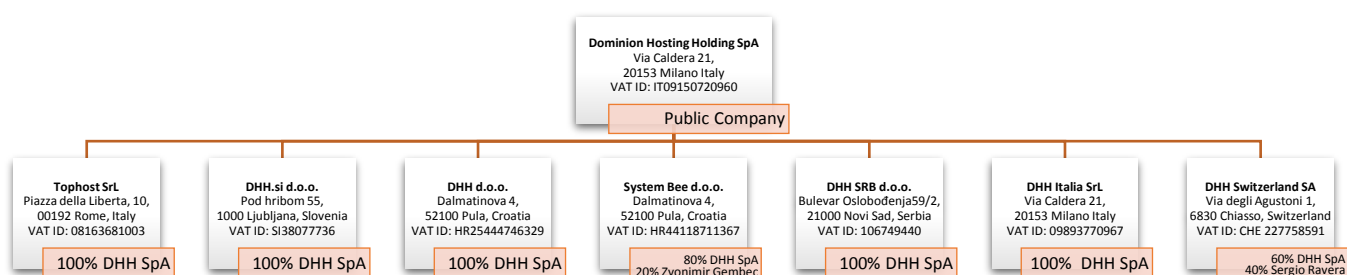 Dominion Hosting Holding SpA
Via Caldera 21,
20153 Milano Italy
VAT ID: IT09150720960
Public Company
Tophost SrL
Piazza della Liberta, 10,
00192 Rome, Italy
VAT ID: 08163681003
100% DHH SpA
DHH.si d.o.o.
Pod hribom 55,
1000 Ljubljana, Slovenia
VAT ID: SI38077736
100% DHH SpA
DHH d.o.o.
Dalmatinova 4,
52100 Pula, Croatia
VAT ID: HR25444746329
100% DHH SpA
System Bee d.o.o.
Dalmatinova 4,
52100 Pula, Croatia
VAT ID: HR44118711367
80% DHH SpA
20% Zvonimir Gembec
DHH SRB d.o.o.
Bulevar Oslobođenja59/2,
21000 Novi Sad, Serbia
VAT ID: 106749440
100% DHH SpA
DHH Italia SrL
Via Caldera 21,
20153 Milano Italy
VAT ID: 09893770967
100% DHH SpA
DHH Switzerland SA
Via degli Agustoni 1,
6830 Chiasso, Switzerland
VAT ID: CHE 227758591
60% DHH SpA
40% Sergio Ravera